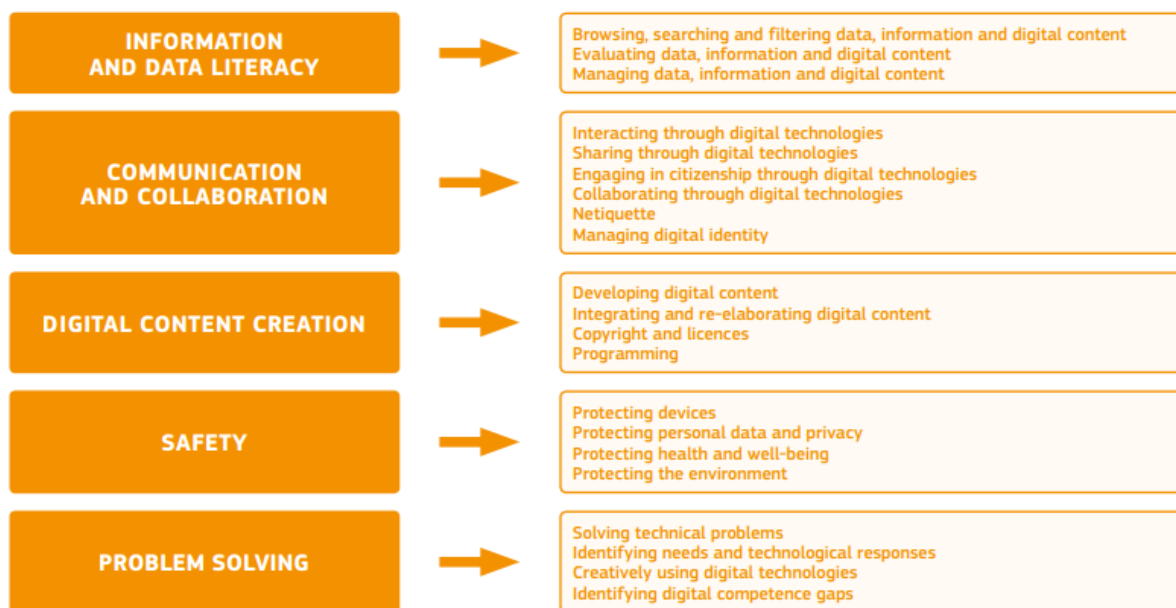 INFORMATION
AND DATA LITERACY
Browsing, searching and filtering data, information and digital content
Evaluating data, information and digital content
Managing data, information and digital content
COMMUNICATION
AND COLLABORATION
Interacting through digital technologies
Sharing through digital technologies
Engaging in citizenship through digital technologies
Collaborating through digital technologies
Netiquette
Managing digital identity
DIGITAL CONTENT CREATION
Developing digital content
Integrating and re-elaborating digital content
Copyright and licences
Programming
SAFETY
Protecting devices
Protecting personal data and privacy
Protecting health and well-being
Protecting the environment
PROBLEM SOLVING
Solving technical problems
Identifying needs and technological responses
Creatively using digital technologies
Identifying digital competence gaps